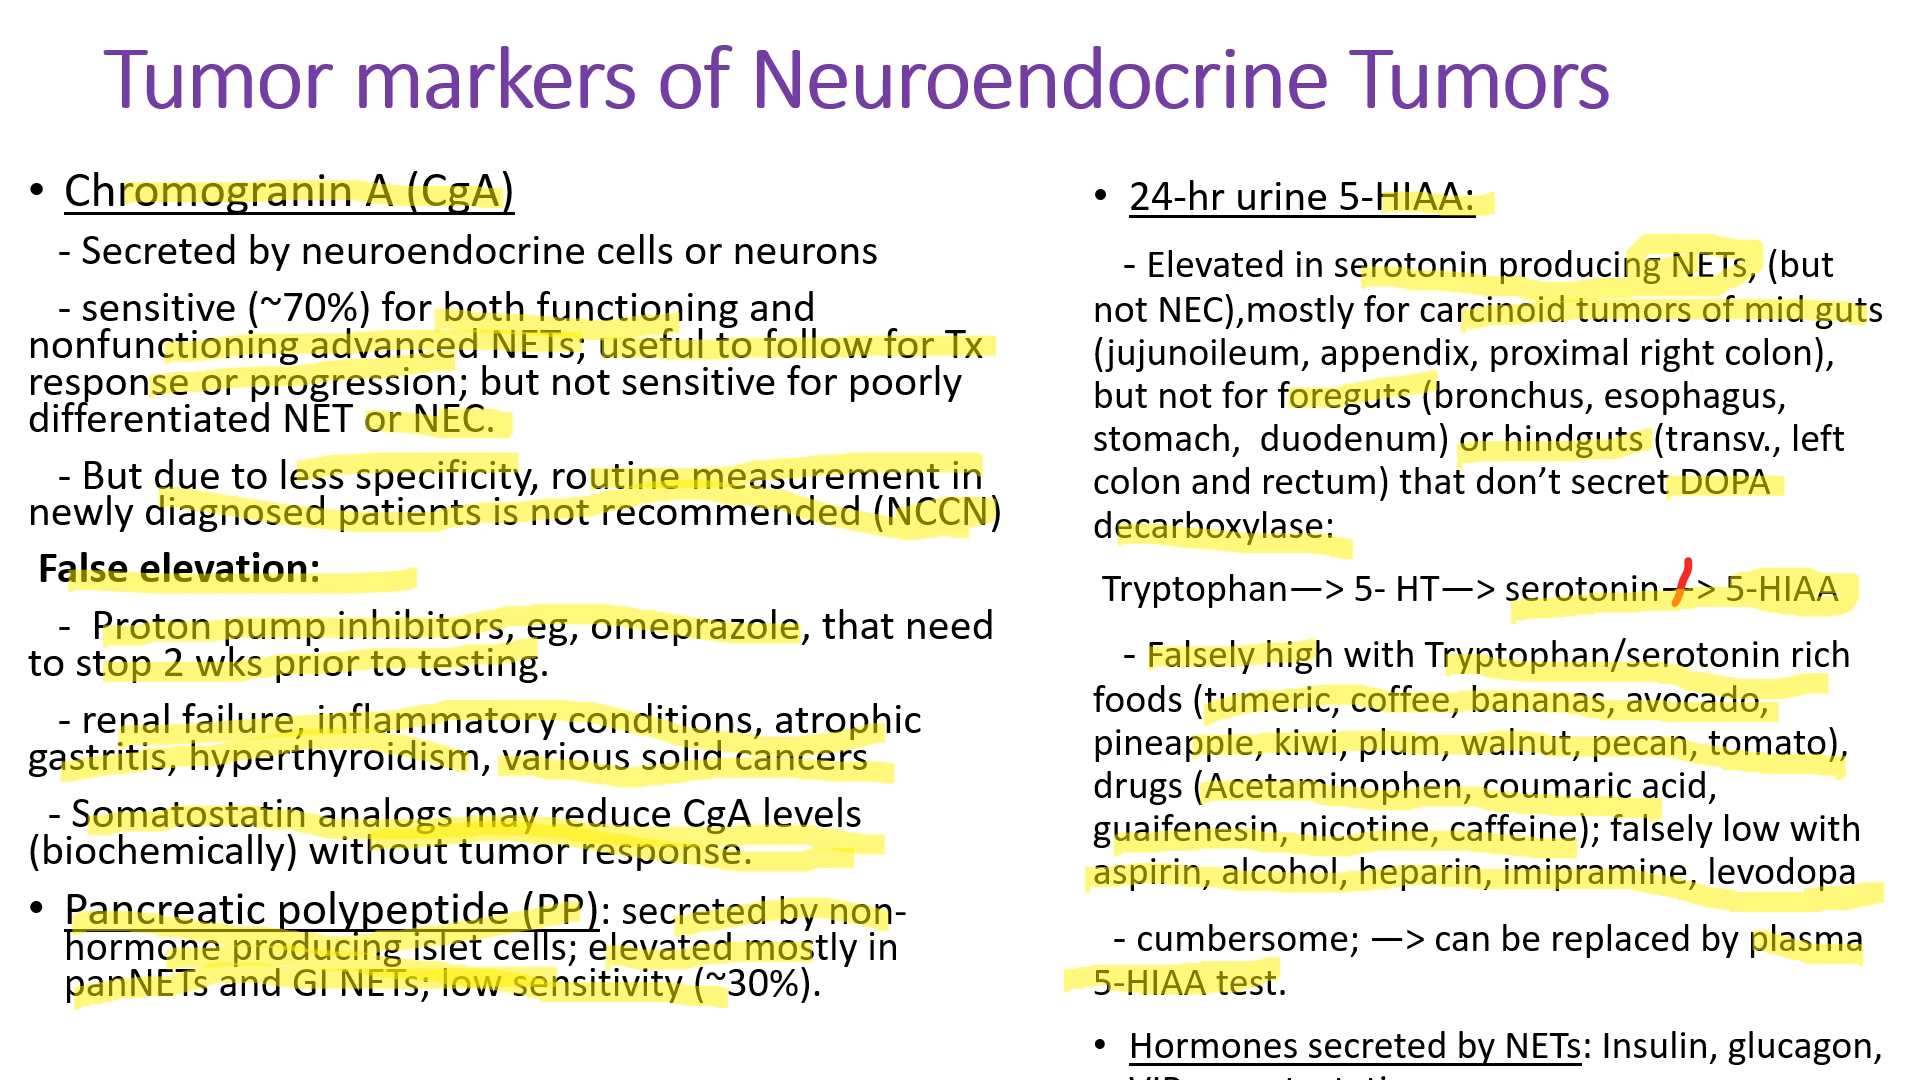 Tumor markers of Neuroendocrine Tumors
• Chromogranin A (CgA)
- Secreted by neuroendocrine cells or neurons
- sensitive (~70%) for both functioning and
nonfunctioning advanced NETs; useful to follow for Tx
response or progression; but not sensitive for poorly
differentiated NET or NEC.
- But due to less specificity, routine measurement in
newly diagnosed patients is not recommended (NCCN)
False elevation:
- Proton pump inhibitors, eg, omeprazole, that need
to stop 2 wks prior to testing.
- renal failure, inflammatory conditions, atrophic
gastritis, hyperthyroidism, various solid cancers
- Somatostatin analogs may reduce CgA levels
(biochemically) without tumor response.
• Pancreatic polypeptide (PP): secreted by non-
hormone producing islet cells; elevated mostly in
panNETs and GI NETs; low sensitivity (~30%).
• 24-hr urine 5-HIAA:
- Elevated in serotonin producing NETs, (but
not NEC),mostly for carcinoid tumors of mid guts
(jujunoileum, appendix, proximal right colon),
but not for foreguts (bronchus, esophagus,
stomach, duodenum) or hindguts (transv., left
colon and rectum) that don’t secret DOPA
decarboxylase:
Tryptophan—> 5- HT—> serotonin—> 5-HIAA
- Falsely high with Tryptophan/serotonin rich
foods (tumeric, coffee, bananas, avocado,
pineapple, kiwi, plum, walnut, pecan, tomato),
drugs (Acetaminophen, coumaric acid,
guaifenesin, nicotine, caffeine); falsely low with
aspirin, alcohol, heparin, imipramine, levodopa
- cumbersome; —> can be replaced by plasma
5-HIAA test.
• Hormones secreted by NETs: Insulin, glucagon,